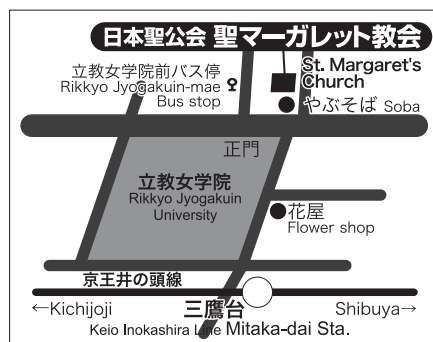 日本聖公会 聖マーガレット教会
立教女学院前バス停
Rikkyo Jyogakuin-mae
Bus stop
St. Margaret's
Church
やぶそば Soba
正門
立教女学院
Rikkyo Jyogakuin
University
花屋
Flower shop
京王井の頭線
←Kichijoji
三鷹台
Shibuya→
Keio Inokashira Line Mitaka-dai Sta.